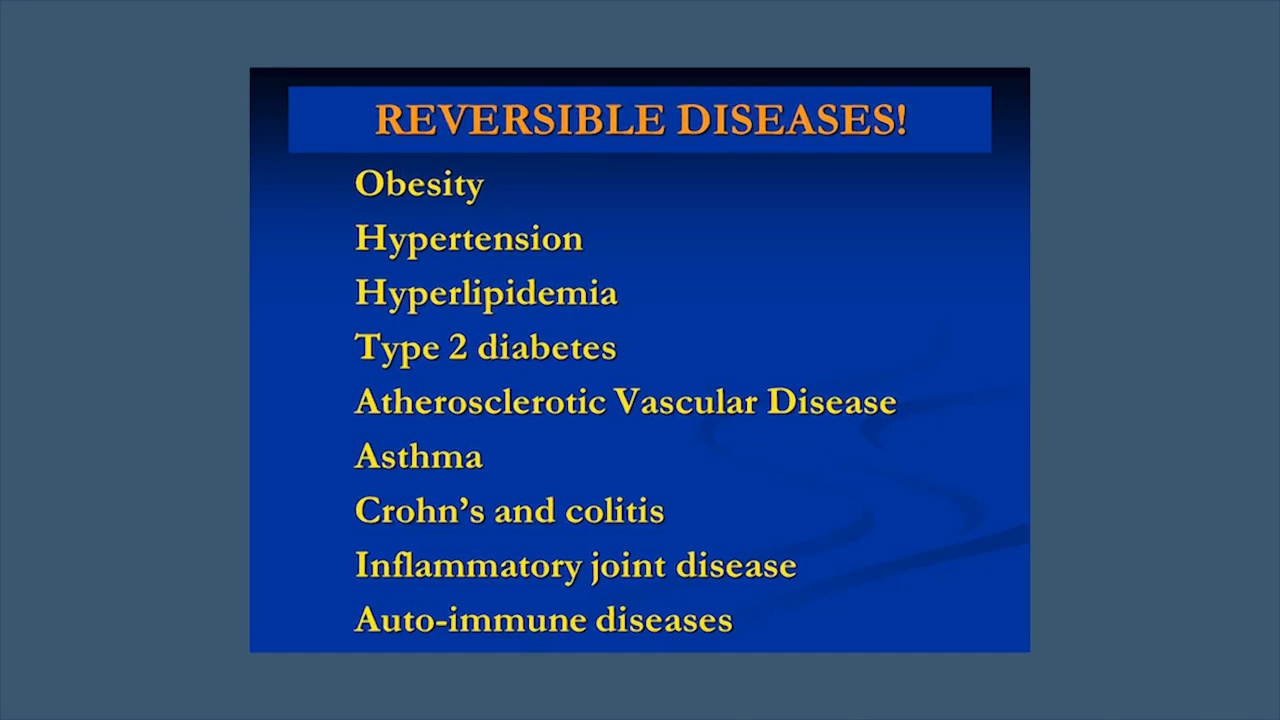 REVERSIBLE DISEASES!
Obesity
Hypertension
Hyperlipidemia
Type 2 diabetes
Atherosclerotic Vascular Disease
Asthma
Crohn’s and colitis
Inflammatory joint disease
Auto-immune diseases